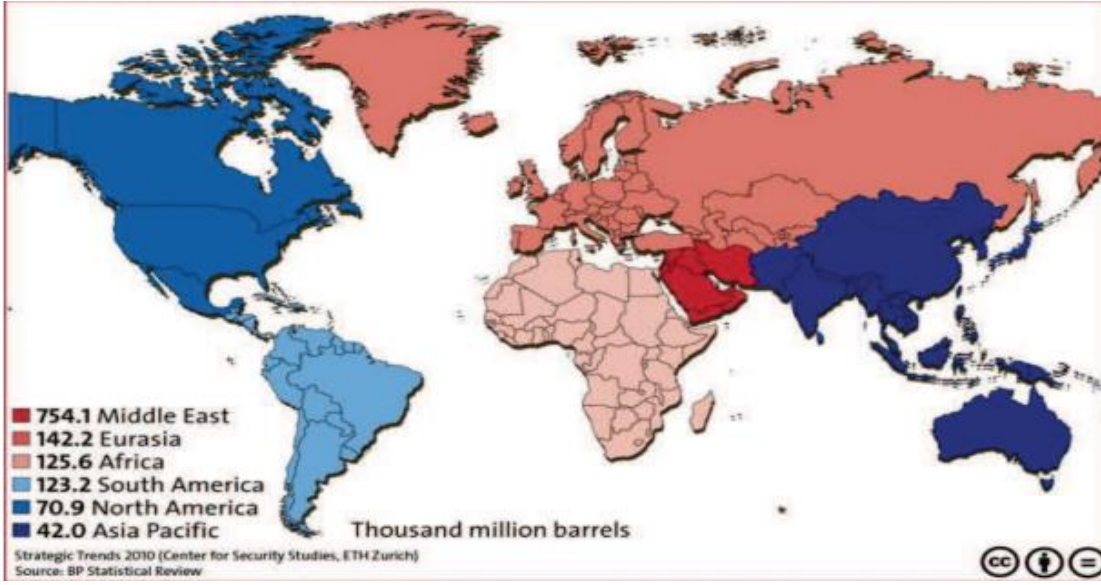 754.1 Middle East
142.2 Eurasia
125.6 Africa
123.2 South America
70.9 North America
42.0 Asia Pacific
Thousand million barrels
Strategic Trends 2010 (Center for Security Studies, ETH Zurich)
Source: BP Statistical Review
cc
=